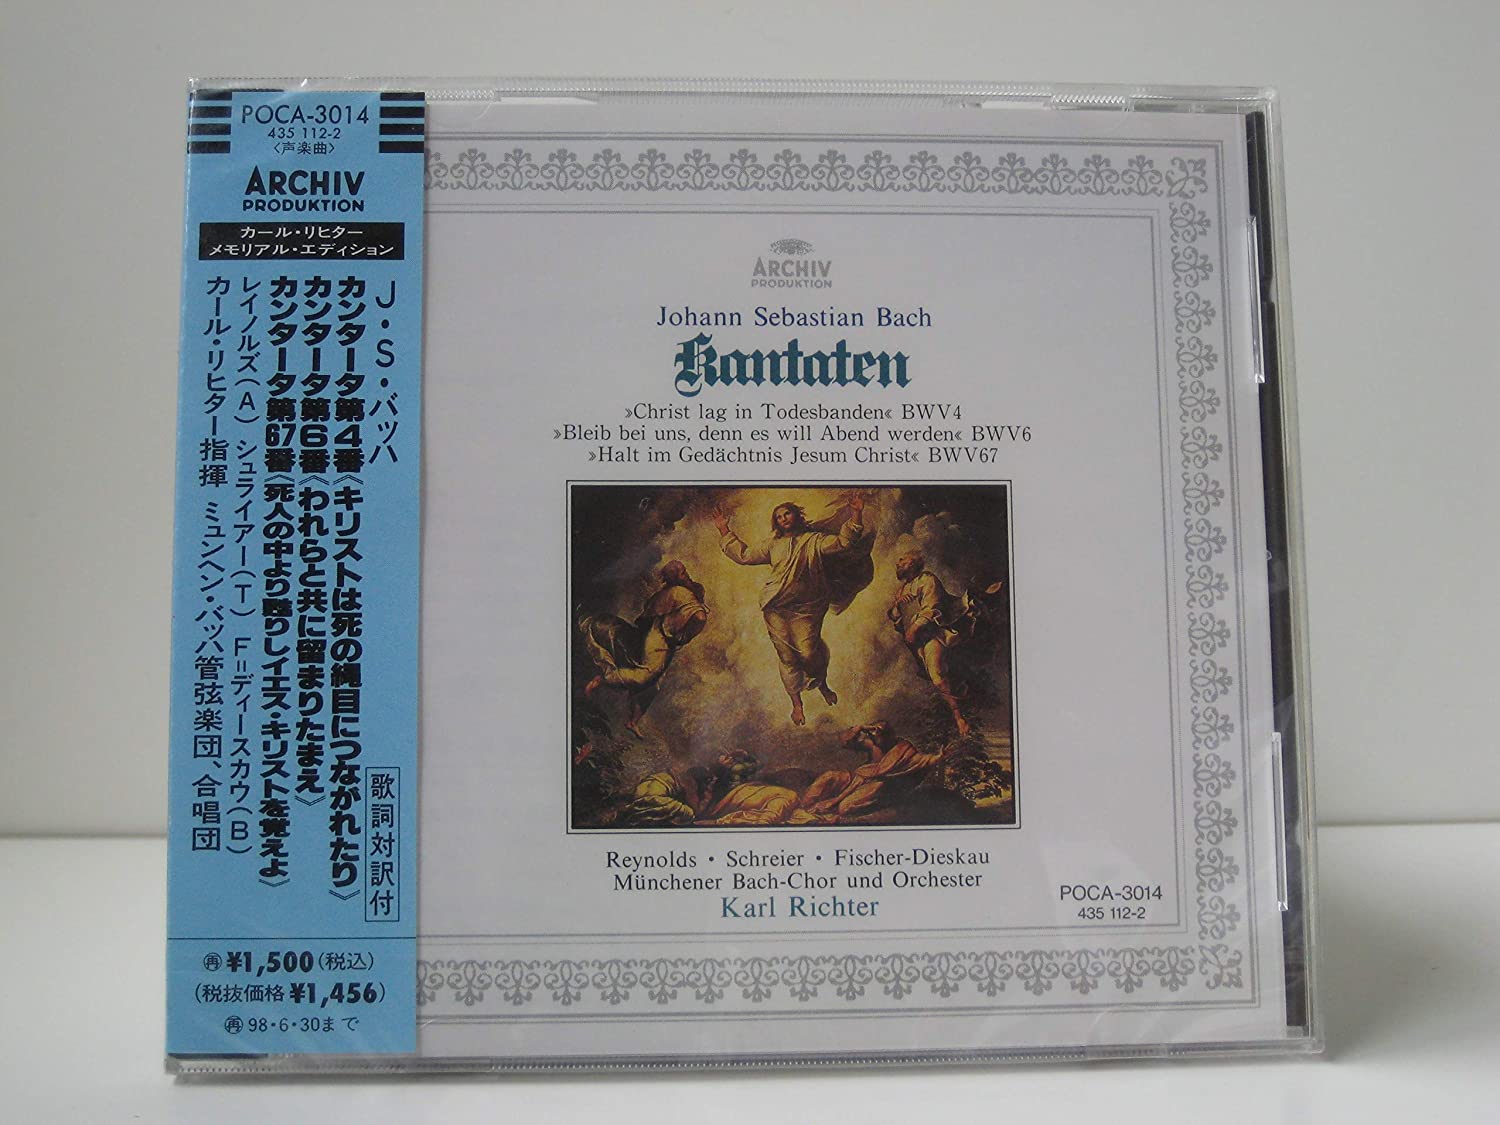 POCA-3014
435 112-2
〈声楽曲〉
ARCHIV
PRODUKTION
カール・リヒター
メモリアル・エディション
J・S・バッハ
カンタータ第4番《キリストは死の縄目につながれたり》
カンタータ第6番《われらと共に留まりたまえ》
カンタータ第67番《死人の中より甦りしイエス・キリストを覚えよ》
レイノルズ(A) シュライアー(T) F=ディースカウ(B)
カール・リヒター指揮 ミュンヘン・バッハ管弦楽団、合唱団
歌詞対訳付
再¥1,500(税込)
(税抜価格¥1,456)
再98・6・30まで
ARCHIV
PRODUKTION
Johann Sebastian Bach
Kantaten
»Christ lag in Todesbanden« BWV4
»Bleib bei uns, denn es will Abend werden« BWV6
»Halt im Gedächtnis Jesum Christ« BWV67
Reynolds・Schreier・Fischer-Dieskau
Münchener Bach-Chor und Orchester
Karl Richter
POCA-3014
435 112-2